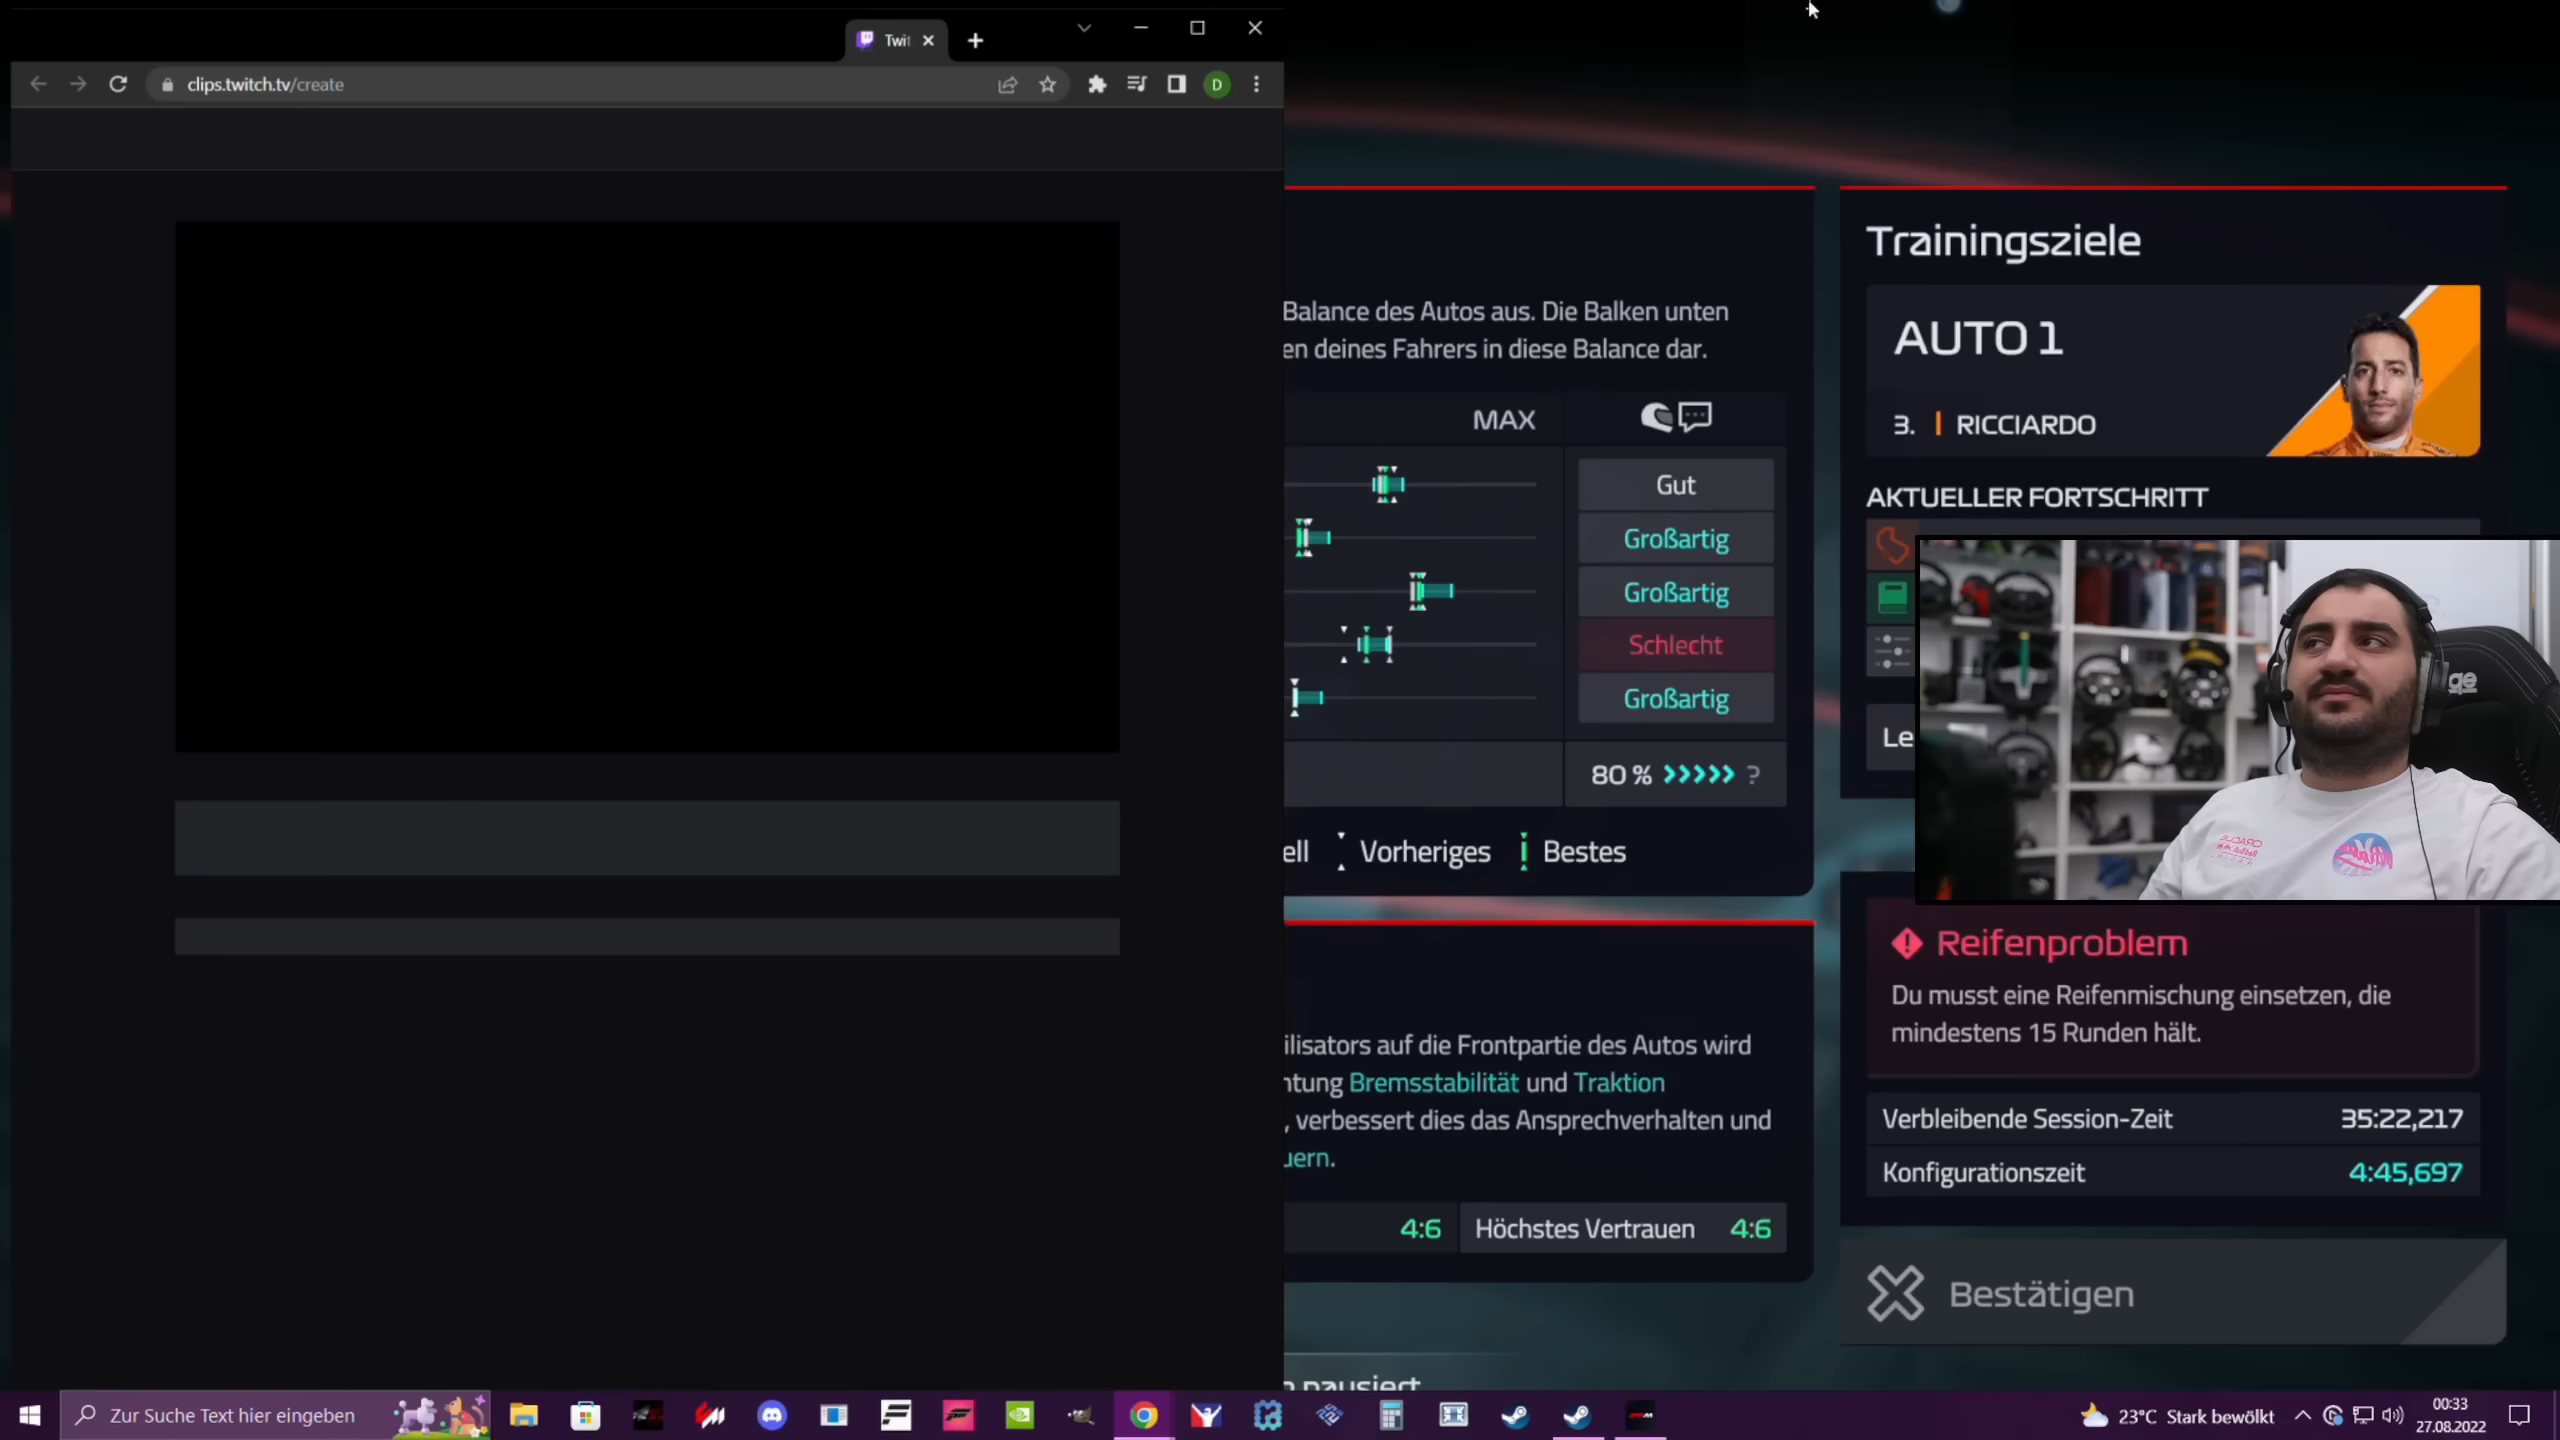 Twi
clips.twitch.tv/create
D
Balance des Autos aus. Die Balken unten
en deines Fahrers in diese Balance dar.
MAX
Gut
Großartig
Großartig
Schlecht
Großartig
80 % ?
ell Vorheriges Bestes
ilisators auf die Frontpartie des Autos wird
ntung Bremsstabilität und Traktion
, verbessert dies das Ansprechverhalten und
uern.
4:6 Höchstes Vertrauen 4:6
n pausiert
Trainingsziele
AUTO 1
3. RICCIARDO
AKTUELLER FORTSCHRITT
Le
Reifenproblem
Du musst eine Reifenmischung einsetzen, die
mindestens 15 Runden hält.
Verbleibende Session-Zeit 35:22,217
Konfigurationszeit 4:45,697
Bestätigen
Zur Suche Text hier eingeben
23°C Stark bewölkt
00:33
27.08.2022